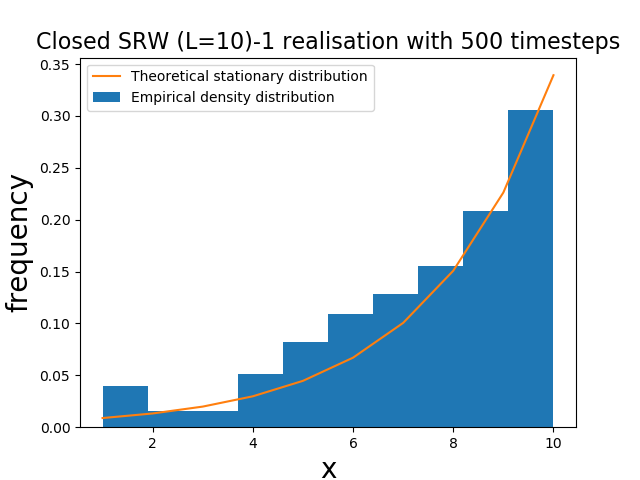 Closed SRW (L=10)-1 realisation with 500 timesteps
Theoretical stationary distribution
Empirical density distribution
frequency
0.35
0.30
0.25
0.20
0.15
0.10
0.05
0.00
2 4 6 8 10
x